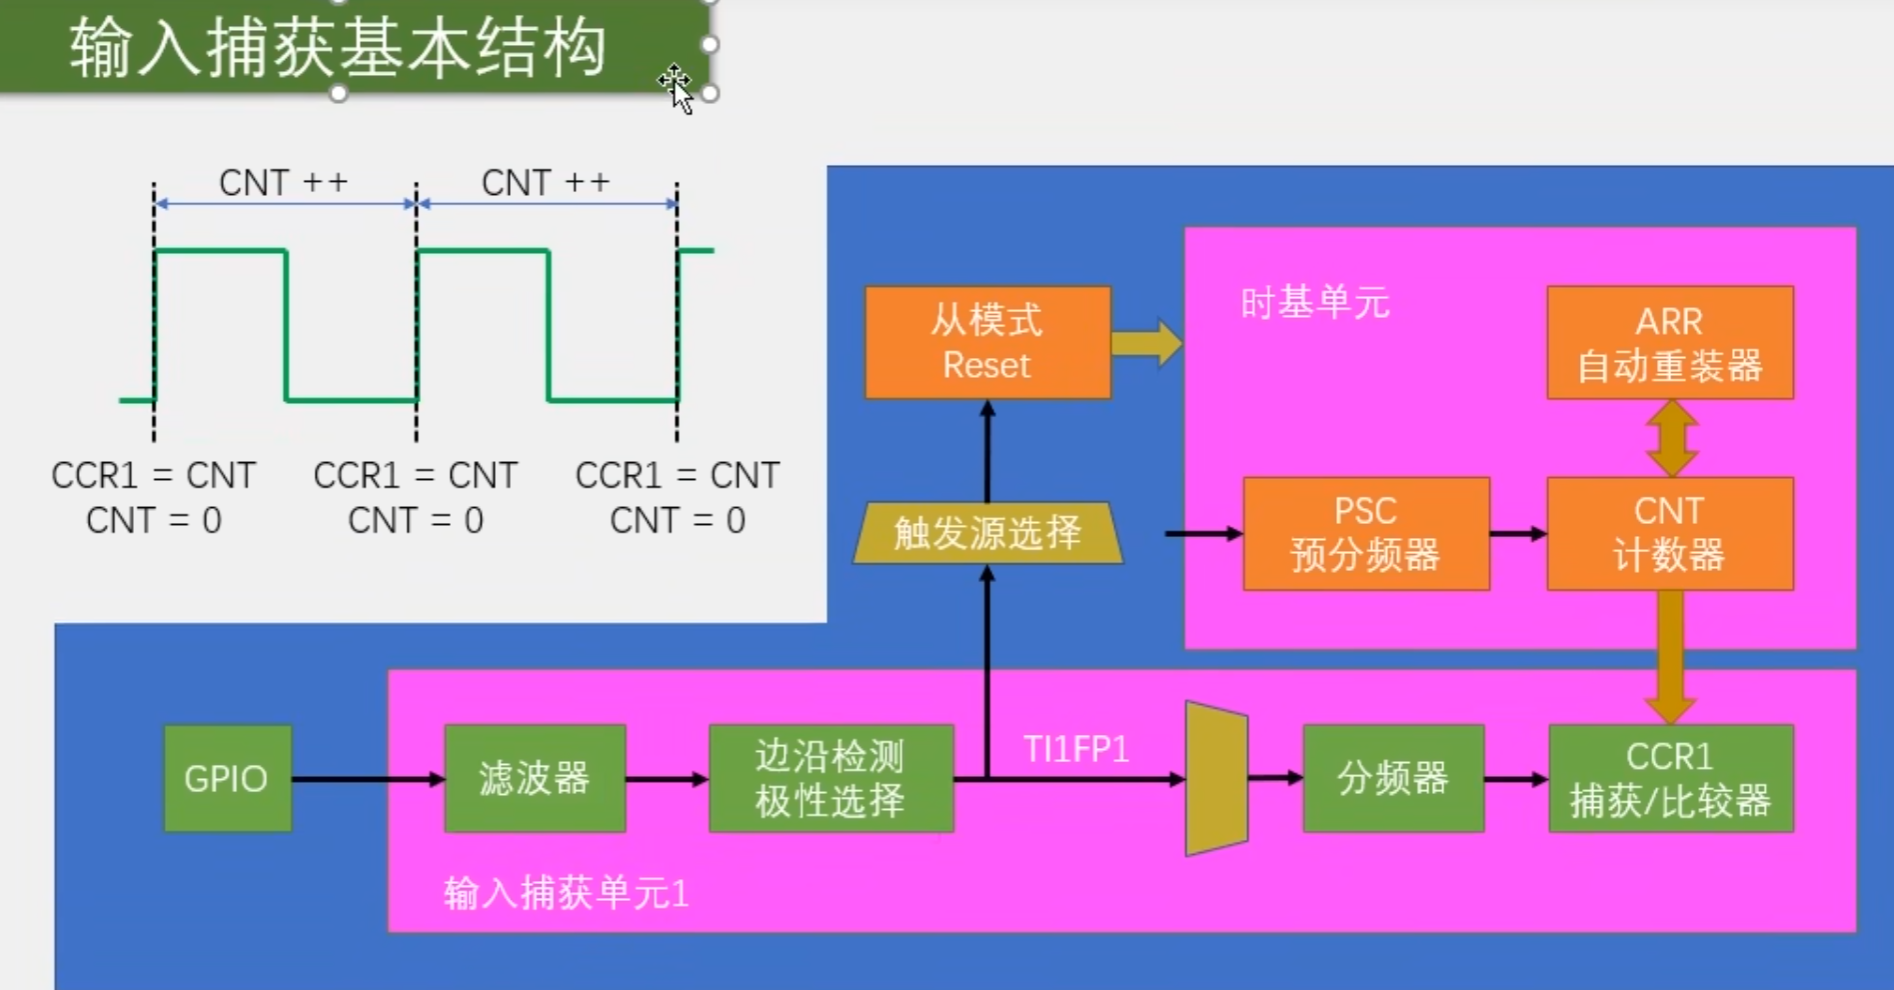 输入捕获基本结构
CNT ++
CNT ++
CCR1 = CNT
CNT = 0
CCR1 = CNT
CNT = 0
CCR1 = CNT
CNT = 0
从模式
Reset
时基单元
ARR
自动重装器
触发源选择
PSC
预分频器
CNT
计数器
GPIO
滤波器
边沿检测
极性选择
TI1FP1
分频器
CCR1
捕获/比较器
输入捕获单元1